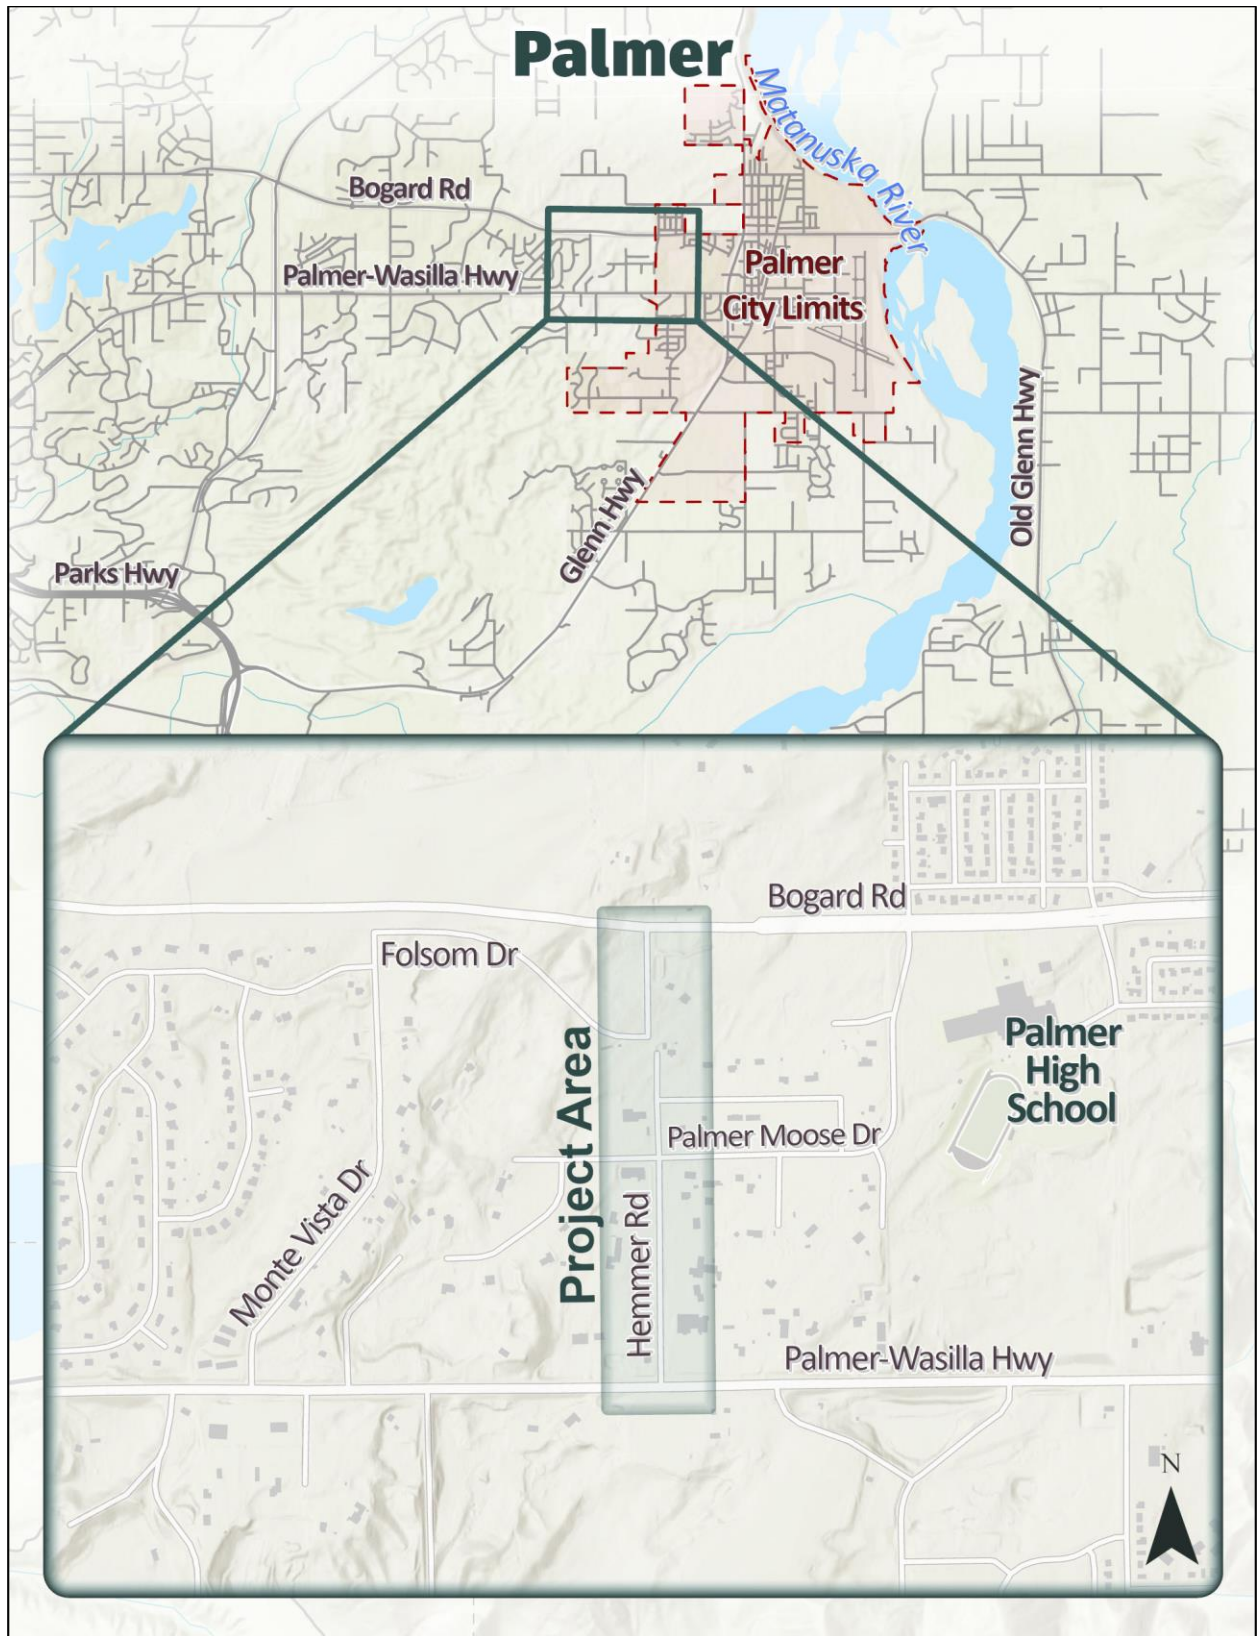 Palmer
Matanuska River
Bogard Rd
Palmer-Wasilla Hwy
Palmer
City Limits
Old Glenn Hwy
Glenn Hwy
Parks Hwy
Bogard Rd
Folsom Dr
Palmer
High
School
Project Area
Palmer Moose Dr
Monte Vista Dr
Hemmer Rd
Palmer-Wasilla Hwy
N